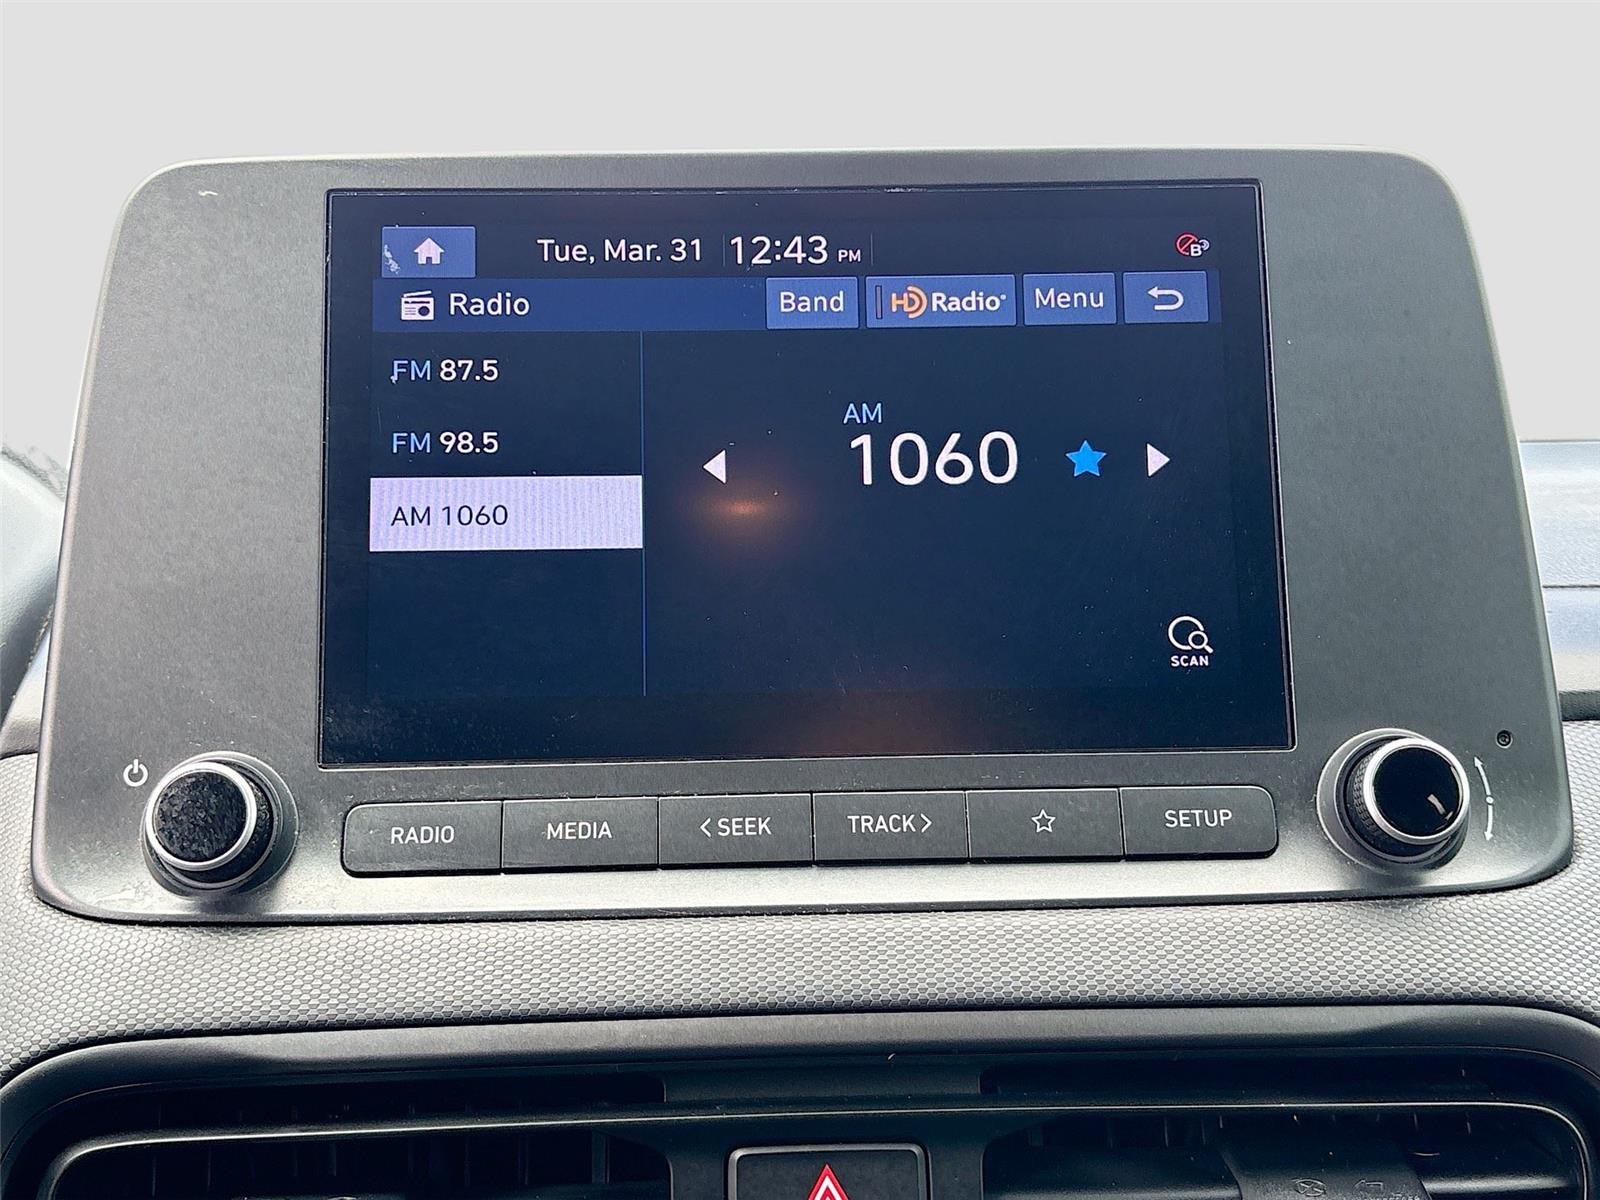 Tue, Mar. 31 12:43 PM
B
Radio Band HD Radio Menu
FM 87.5
FM 98.5
AM 1060
AM
1060
SCAN
RADIO MEDIA <SEEK TRACK> SETUP